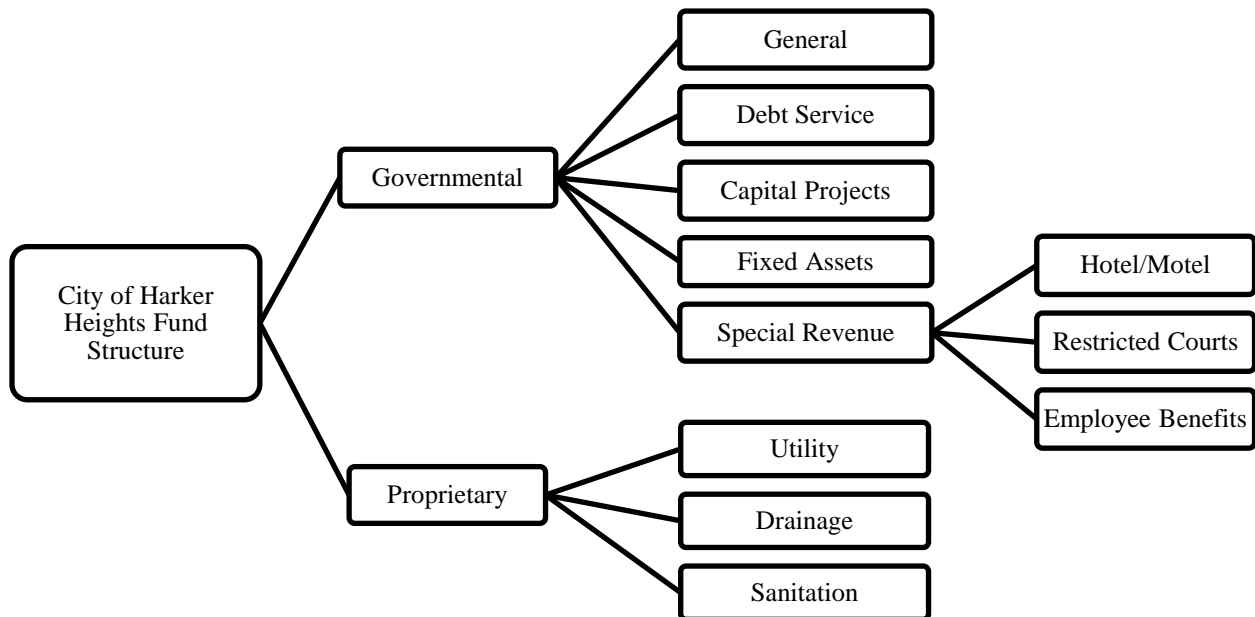 General
Debt Service
Governmental
Capital Projects
Fixed Assets
Hotel/Motel
City of Harker
Heights Fund
Structure
Special Revenue
Restricted Courts
Employee Benefits
Utility
Proprietary
Drainage
Sanitation